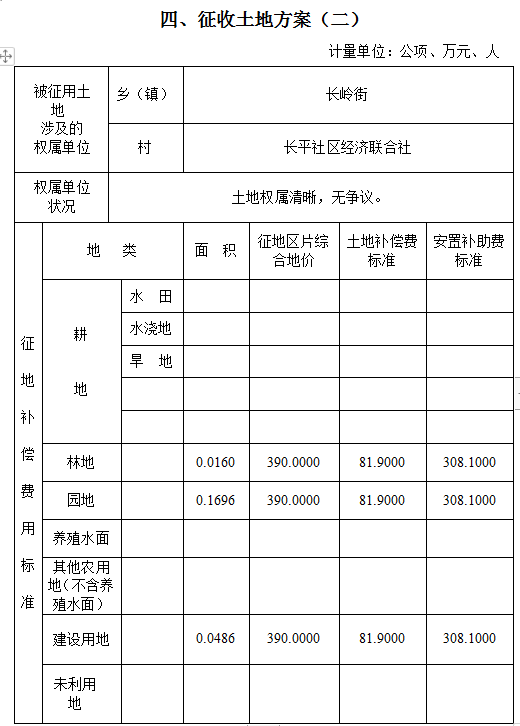 四、征收土地方案（二）
计量单位：公顷、万元、人
被征用土
地
涉及的
权属单位
乡（镇）
长岭街
村
长平社区经济联合社
权属单位
状况
土地权属清晰，无争议。
征地补偿费用标准
地 类
面 积
征地区片综
合地价
土地补偿费
标准
安置补助费
标准
耕
地
水 田
水浇地
旱 地
林地 0.0160 390.0000 81.9000 308.1000
园地 0.1696 390.0000 81.9000 308.1000
养殖水面
其他农用
地（不含养
殖水面）
建设用地 0.0486 390.0000 81.9000 308.1000
未利用
地